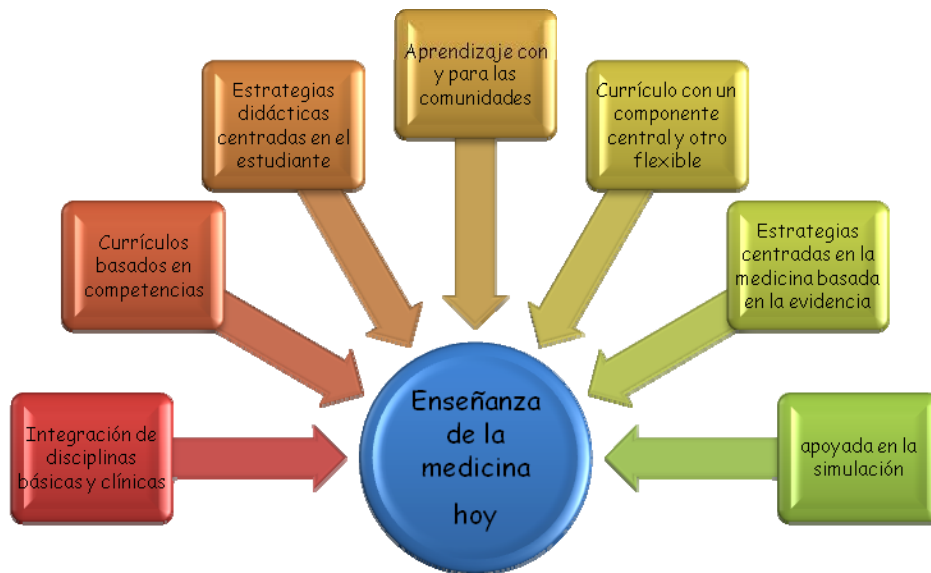 Integración de
disciplinas
básicas y clínicas
Currículos
basados en
competencias
Estrategias
didácticas
centradas en el
estudiante
Aprendizaje con
y para las
comunidades
Currículo con un
componente
central y otro
flexible
Estrategias
centradas en la
medicina basada
en la evidencia
apoyada en la
simulación
Enseñanza
de la
medicina
hoy